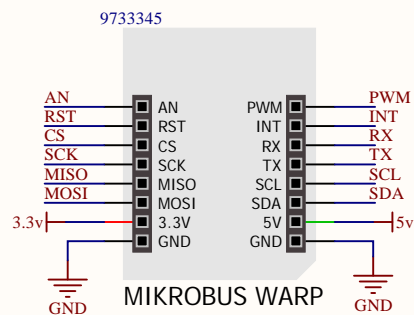 9733345
AN AN PWM PWM
RST RST INT INT
CS CS RX RX
SCK SCK TX TX
MISO MISO SCL SCL
MOSI MOSI SDA SDA
3.3v 3.3V 5V 5v
GND GND
GND GND
MIKROBUS WARP